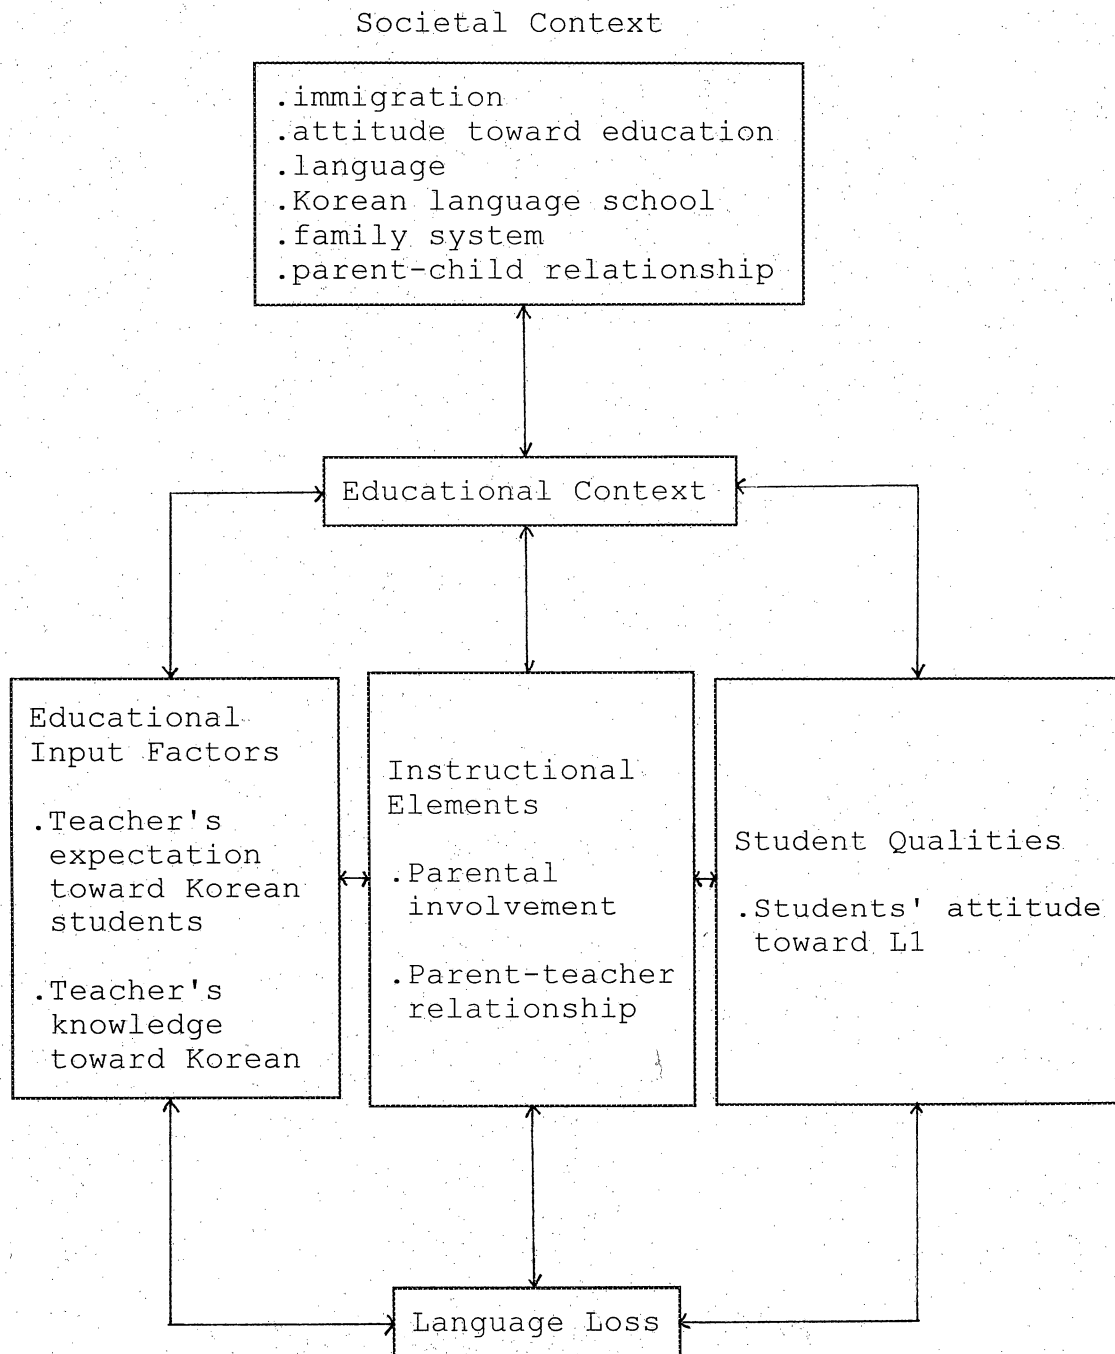 Societal Context
.immigration
.attitude toward education
.language
.Korean language school
.family system
.parent-child relationship
Educational Context
Educational
Input Factors
.Teacher's
expectation
toward Korean
students
.Teacher's
knowledge
toward Korean
Instructional
Elements
.Parental
involvement
.Parent-teacher
relationship
Student Qualities
.Students' attitude
toward L1
Language Loss